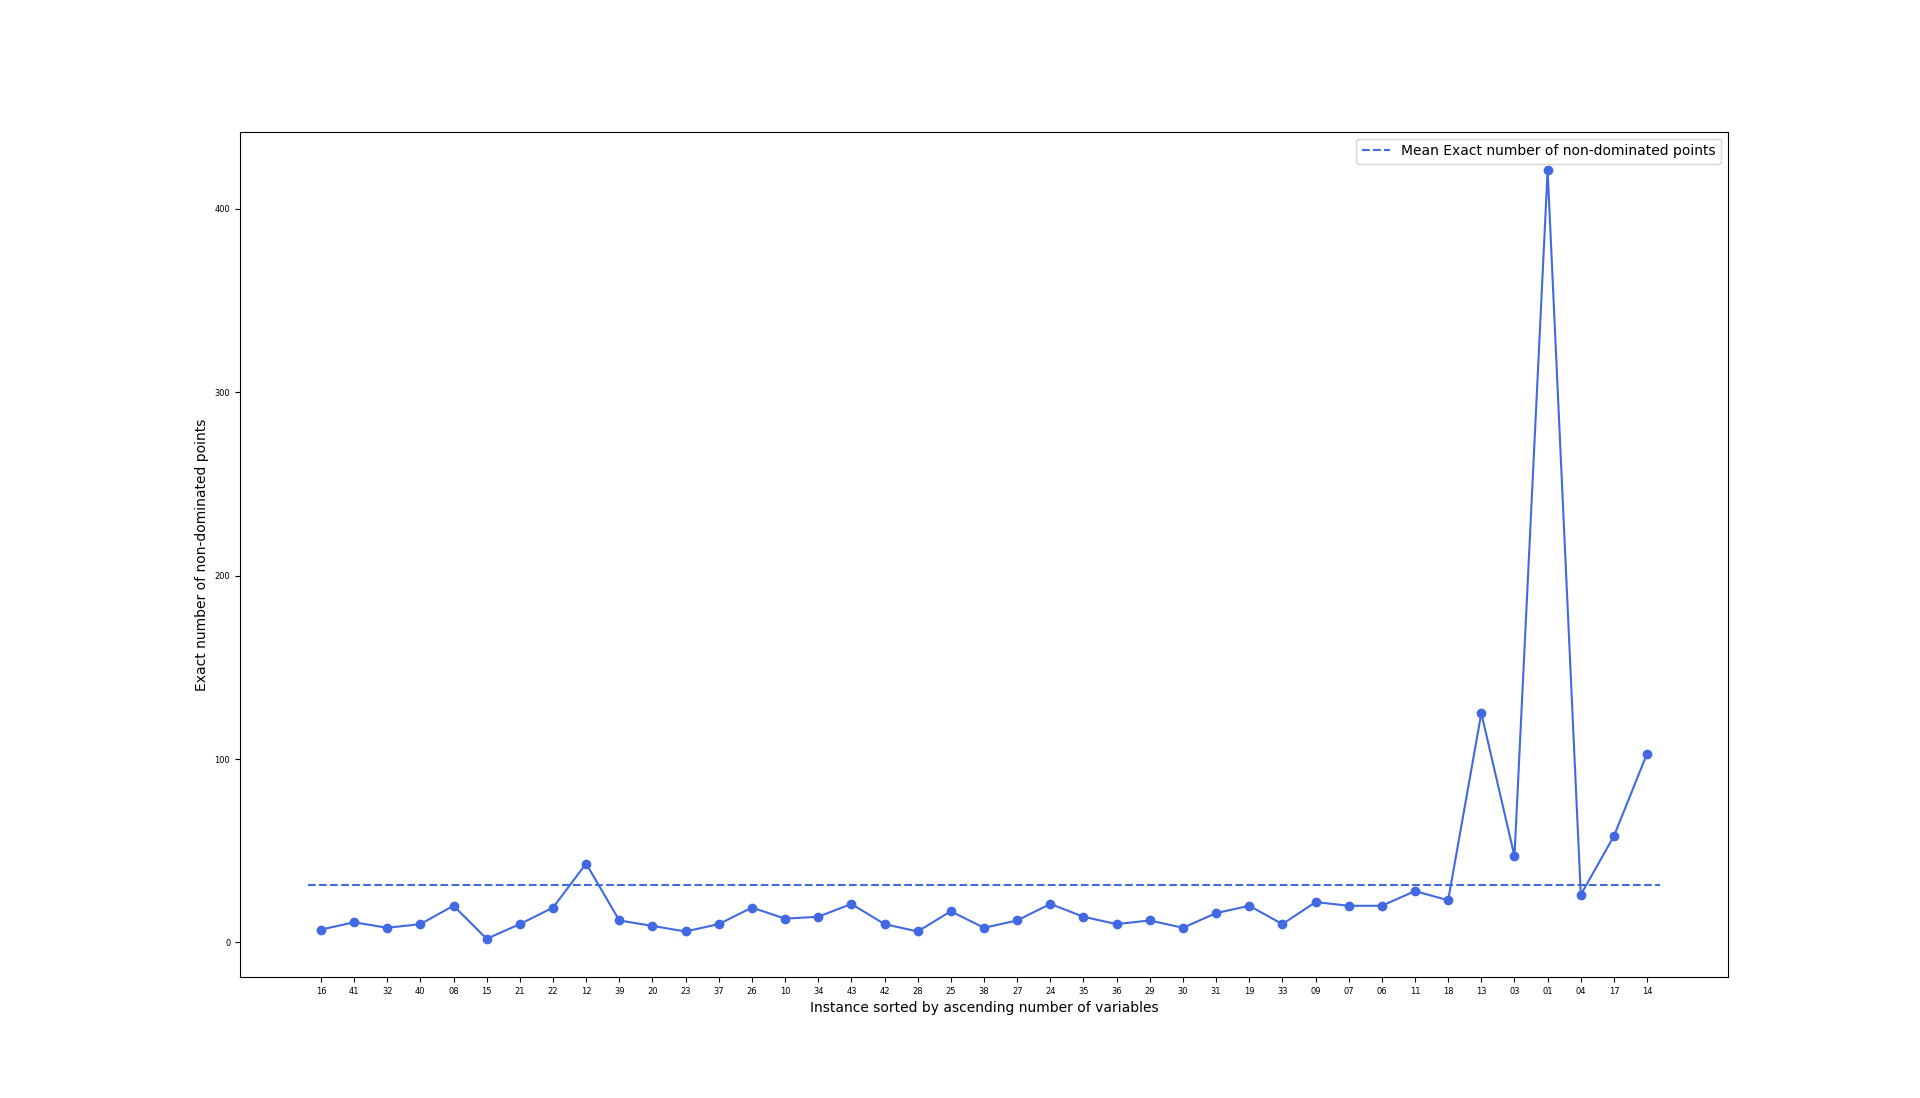 Mean Exact number of non-dominated points
400
300
200
100
0
Exact number of non-dominated points
16 41 32 40 08 15 21 22 12 39 20 23 37 26 10 34 43 42 28 25 38 27 24 35 36 29 30 31 19 33 09 07 06 11 18 13 03 01 04 17 14
Instance sorted by ascending number of variables